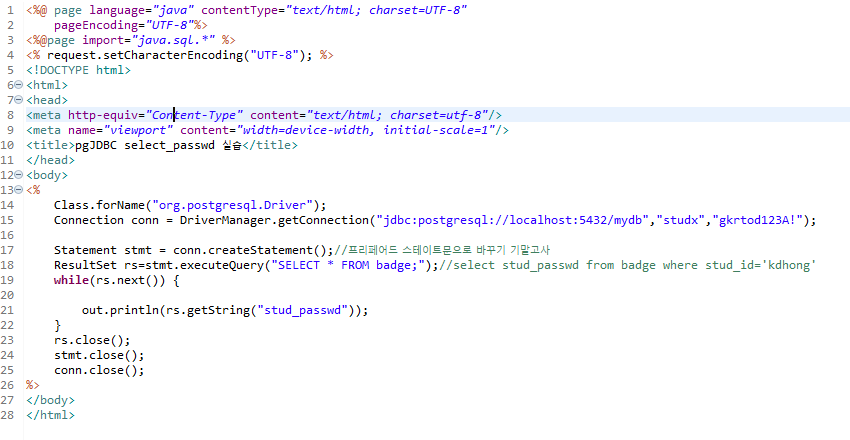 1 <%@ page language="java" contentType="text/html; charset=UTF-8"
2     pageEncoding="UTF-8"%>
3 <%@page import="java.sql.*" %>
4 <% request.setCharacterEncoding("UTF-8"); %>
5 <!DOCTYPE html>
6 <html>
7 <head>
8 <meta http-equiv="Content-Type" content="text/html; charset=utf-8"/>
9 <meta name="viewport" content="width=device-width, initial-scale=1"/>
10 <title>pgJDBC select_passwd 실습</title>
11 </head>
12 <body>
13 <%
14     Class.forName("org.postgresql.Driver");
15     Connection conn = DriverManager.getConnection("jdbc:postgresql://localhost:5432/mydb","studx","gkrtod123A!");
16
17     Statement stmt = conn.createStatement();//프리페어드 스테이트문으로 바꾸기 기말고사
18     ResultSet rs=stmt.executeQuery("SELECT * FROM badge;");//select stud_passwd from badge where stud_id='kdhong'
19     while(rs.next()) {
20
21         out.println(rs.getString("stud_passwd"));
22     }
23     rs.close();
24     stmt.close();
25     conn.close();
26 %>
27 </body>
28 </html>